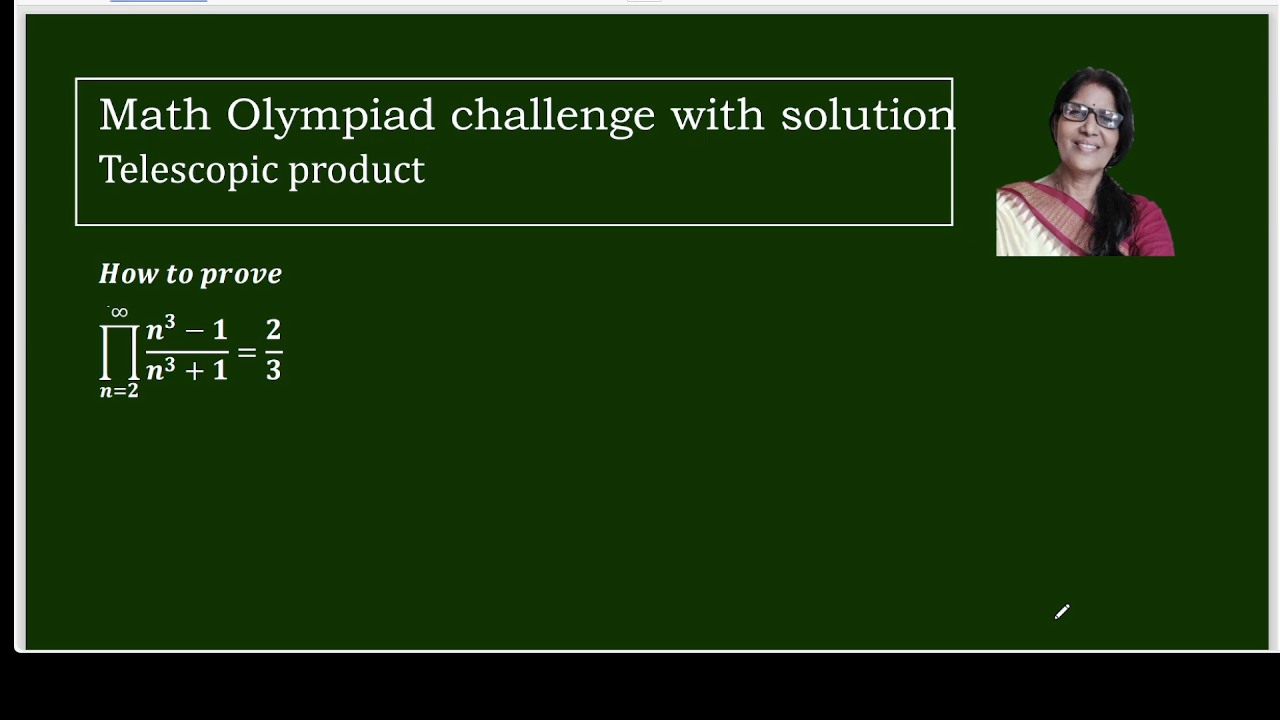 Math Olympiad challenge with solution
Telescopic product
How to prove
∞
∏ n³ − 1 / n³ + 1 = 2 / 3
n=2